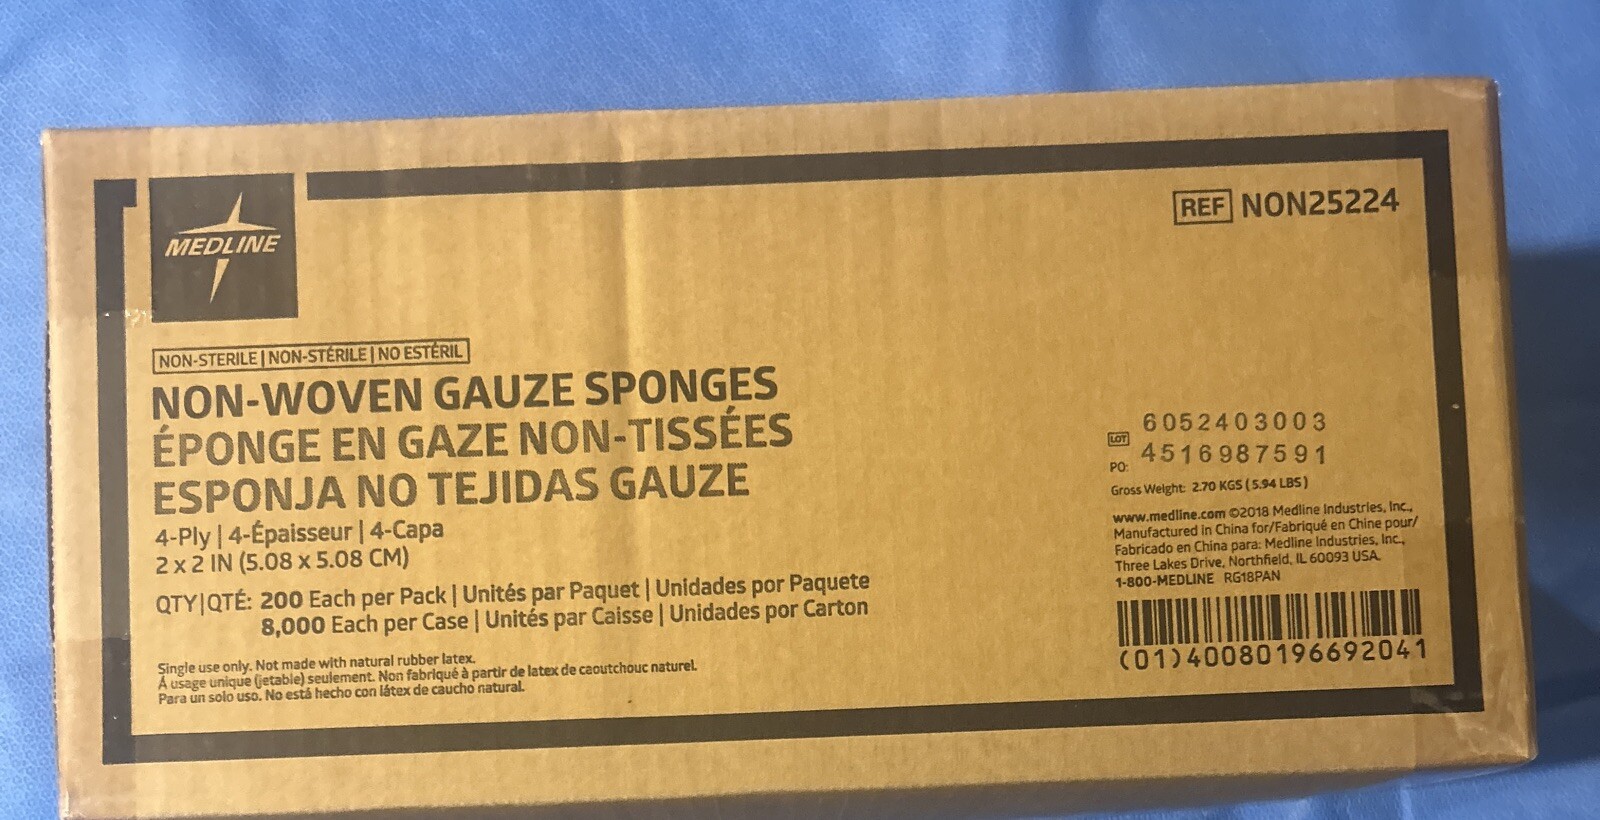 MEDLINE
REF NON25224
NON-STERILE | NON-STÉRILE | NO ESTÉRIL
NON-WOVEN GAUZE SPONGES
ÉPONGE EN GAZE NON-TISSÉES
ESPONJA NO TEJIDAS GAUZE
4-Ply | 4-Épaisseur | 4-Capa
2 x 2 IN (5.08 x 5.08 CM)
QTY|QTÉ: 200 Each per Pack | Unités par Paquet | Unidades por Paquete
8,000 Each per Case | Unités par Caisse | Unidades por Carton
Single use only. Not made with natural rubber latex.
À usage unique (jetable) seulement. Non fabriqué à partir de latex de caoutchouc naturel.
Para un solo uso. No está hecho con látex de caucho natural.
LOT 6052403003
PO: 4516987591
Gross Weight: 2.70 KGS (5.94 LBS)
www.medline.com ©2018 Medline Industries, Inc.,
Manufactured in China for/Fabriqué en Chine pour/
Fabricado en China para: Medline Industries, Inc.,
Three Lakes Drive, Northfield, IL 60093 USA.
1-800-MEDLINE RG18PAN
(01)40080196692041